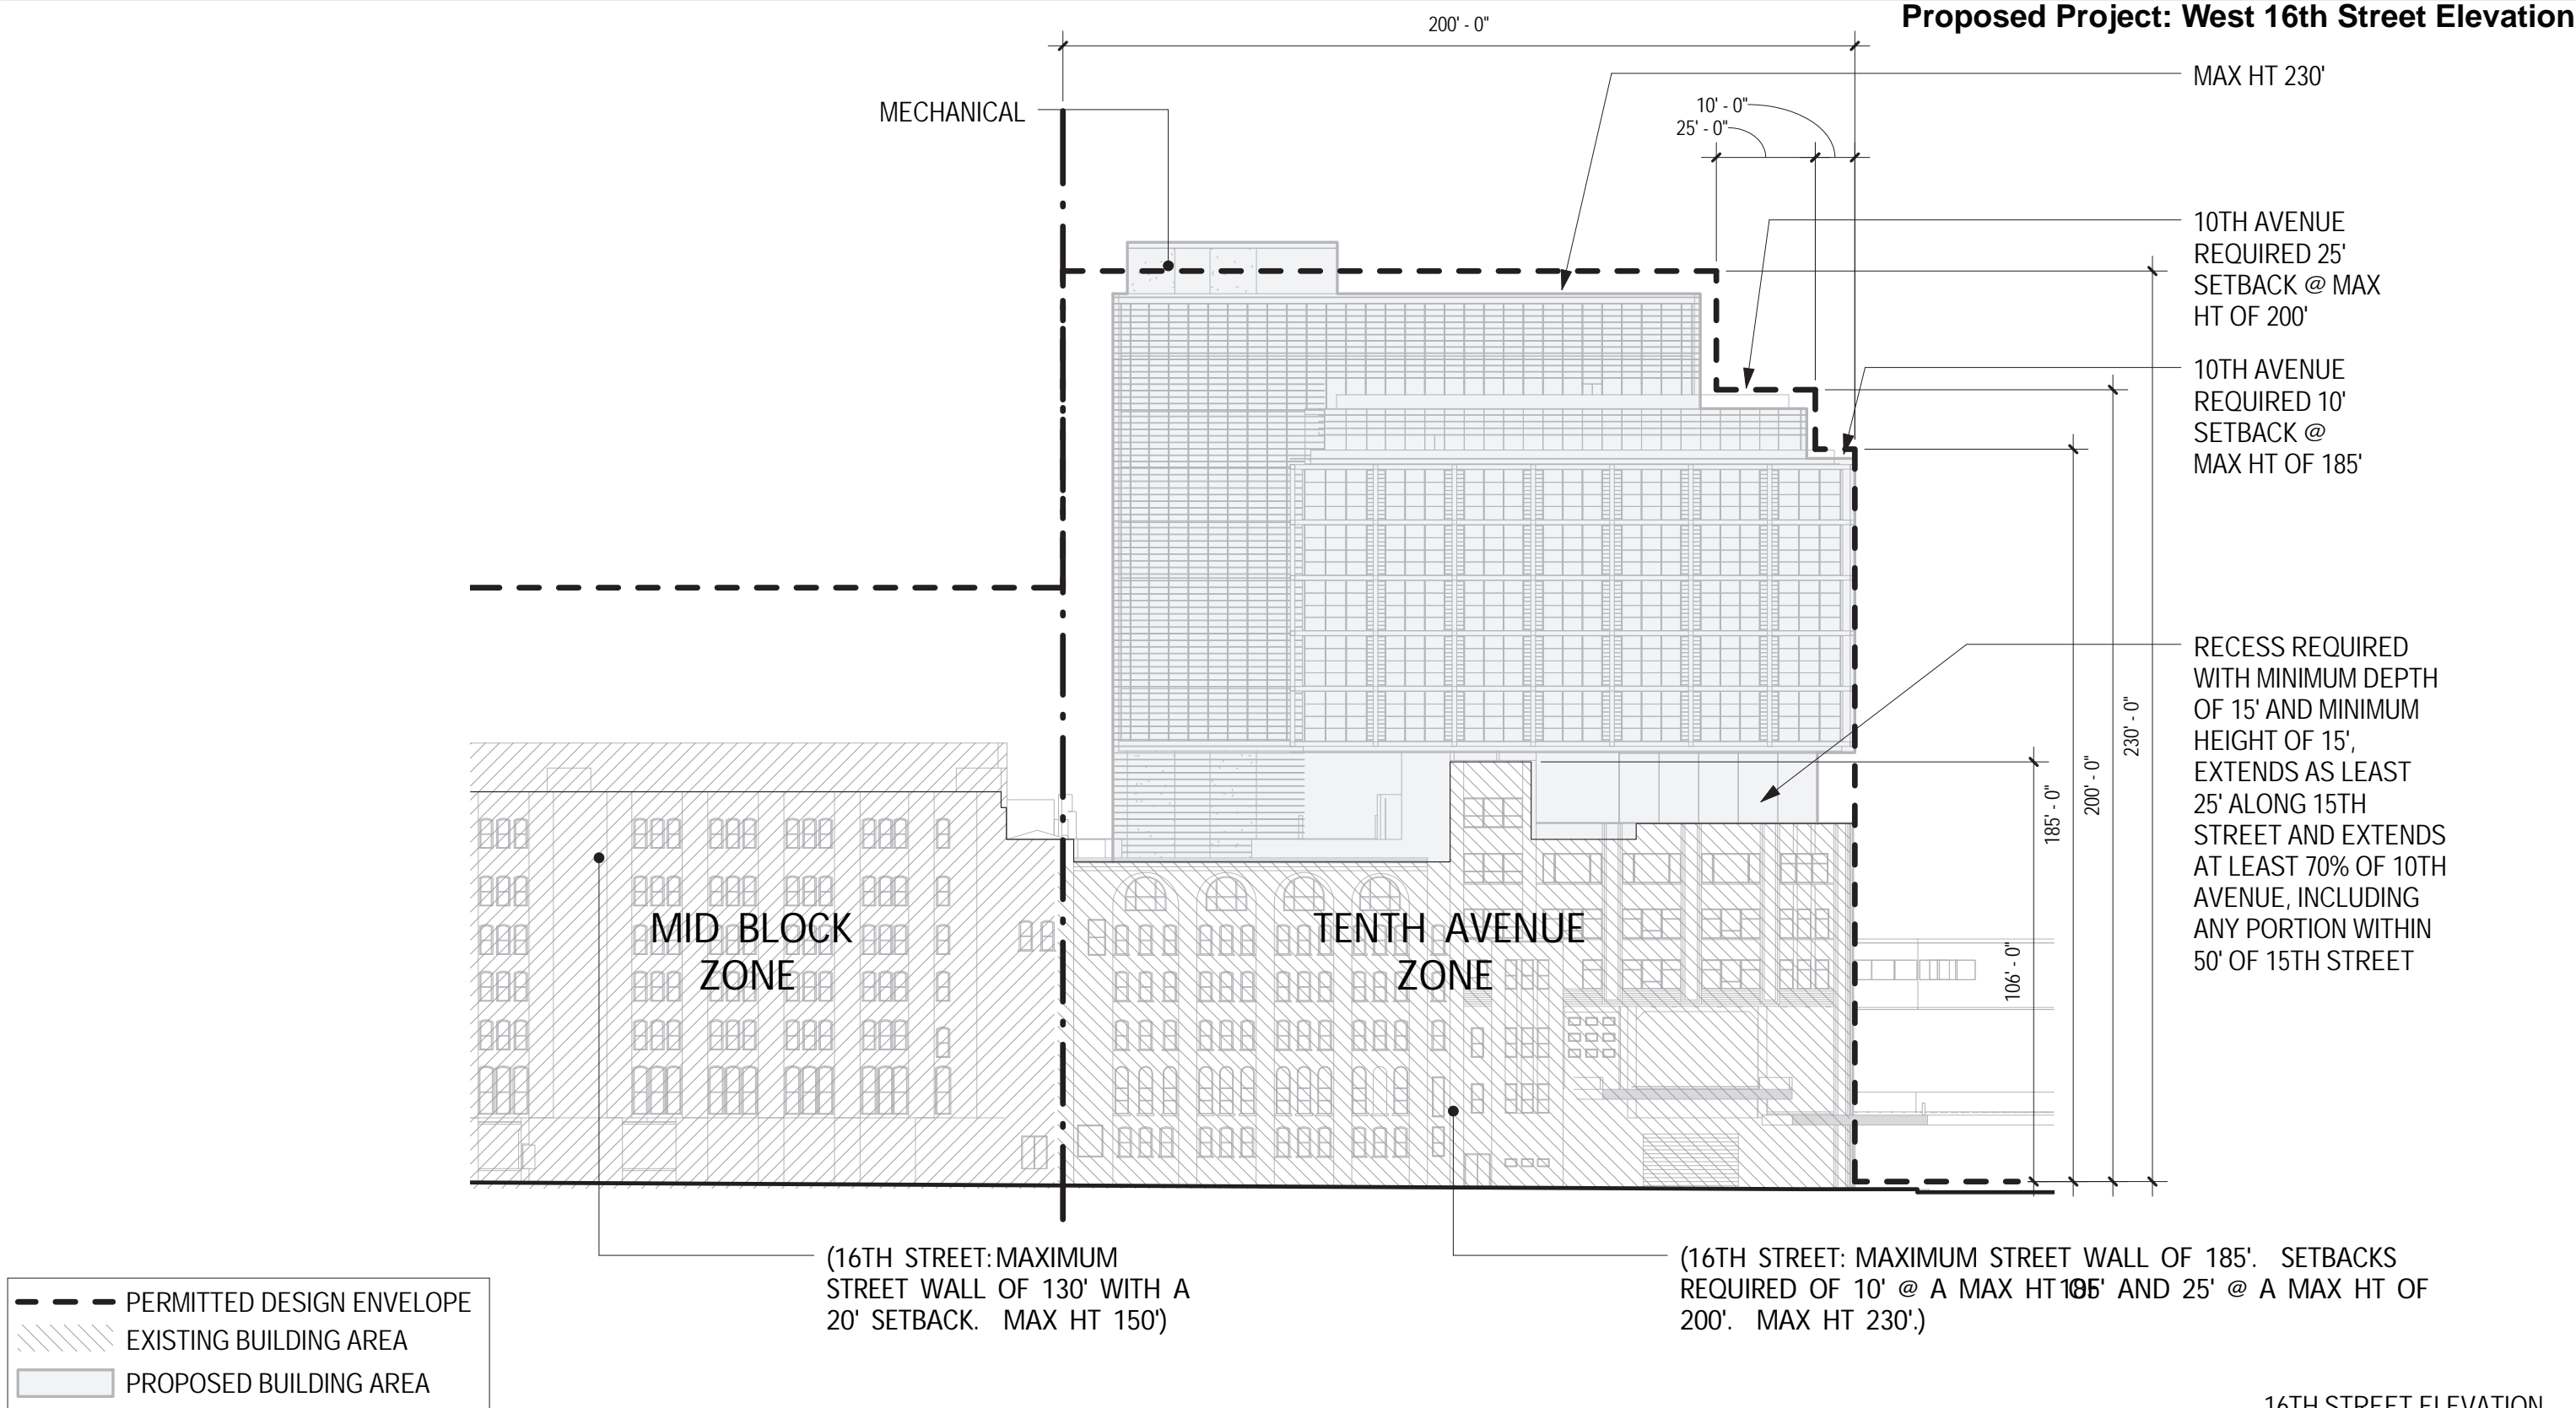 Proposed Project: West 16th Street Elevation
200' - 0"
MAX HT 230'
MECHANICAL
10' - 0"
25' - 0"
10TH AVENUE
REQUIRED 25'
SETBACK @ MAX
HT OF 200'
10TH AVENUE
REQUIRED 10'
SETBACK @
MAX HT OF 185'
RECESS REQUIRED
WITH MINIMUM DEPTH
OF 15' AND MINIMUM
HEIGHT OF 15',
EXTENDS AS LEAST
25' ALONG 15TH
STREET AND EXTENDS
AT LEAST 70% OF 10TH
AVENUE, INCLUDING
ANY PORTION WITHIN
50' OF 15TH STREET
230' - 0"
200' - 0"
185' - 0"
106' - 0"
MID BLOCK
ZONE
TENTH AVENUE
ZONE
(16TH STREET: MAXIMUM
STREET WALL OF 130' WITH A
20' SETBACK. MAX HT 150')
(16TH STREET: MAXIMUM STREET WALL OF 185'. SETBACKS
REQUIRED OF 10' @ A MAX HT AND 25' @ A MAX HT OF
200'. MAX HT 230'.)
PERMITTED DESIGN ENVELOPE
EXISTING BUILDING AREA
PROPOSED BUILDING AREA
16TH STREET ELEVATION